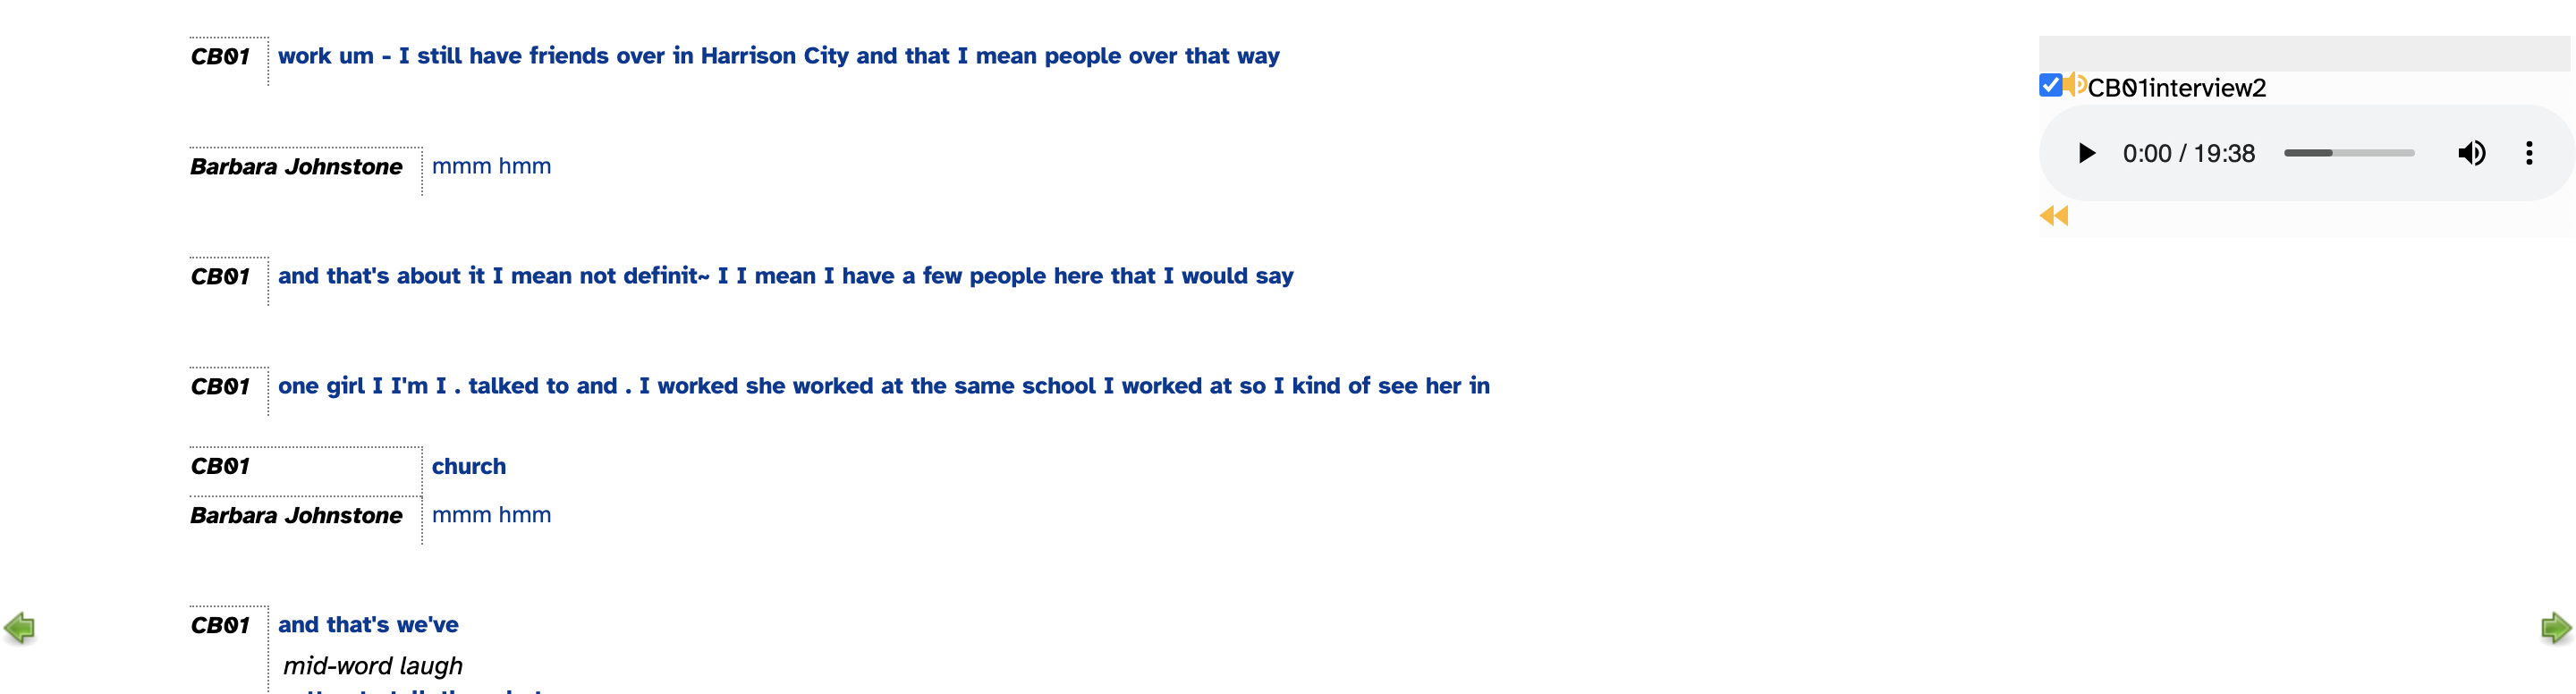 CB01 work um - I still have friends over in Harrison City and that I mean people over that way
CB01interview2
Barbara Johnstone mmm hmm
0:00 / 19:38
CB01 and that's about it I mean not definit~ I I mean I have a few people here that I would say
CB01 one girl I I'm I . talked to and . I worked she worked at the same school I worked at so I kind of see her in
CB01 church
Barbara Johnstone mmm hmm
CB01 and that's we've
mid-word laugh